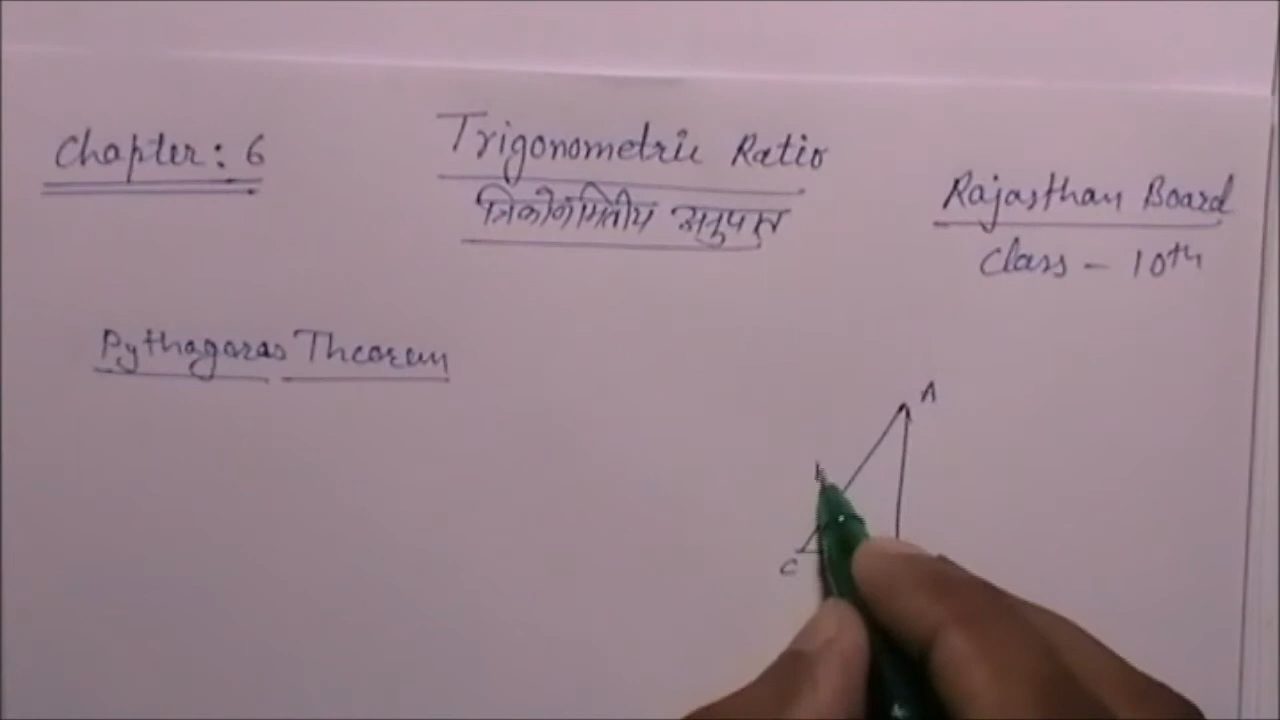 Chapter: 6
Trigonometric Ratio
त्रिकोणमितीय अनुपात
Rajasthan Board
Class - 10th
Pythagoras Theorem
A
C